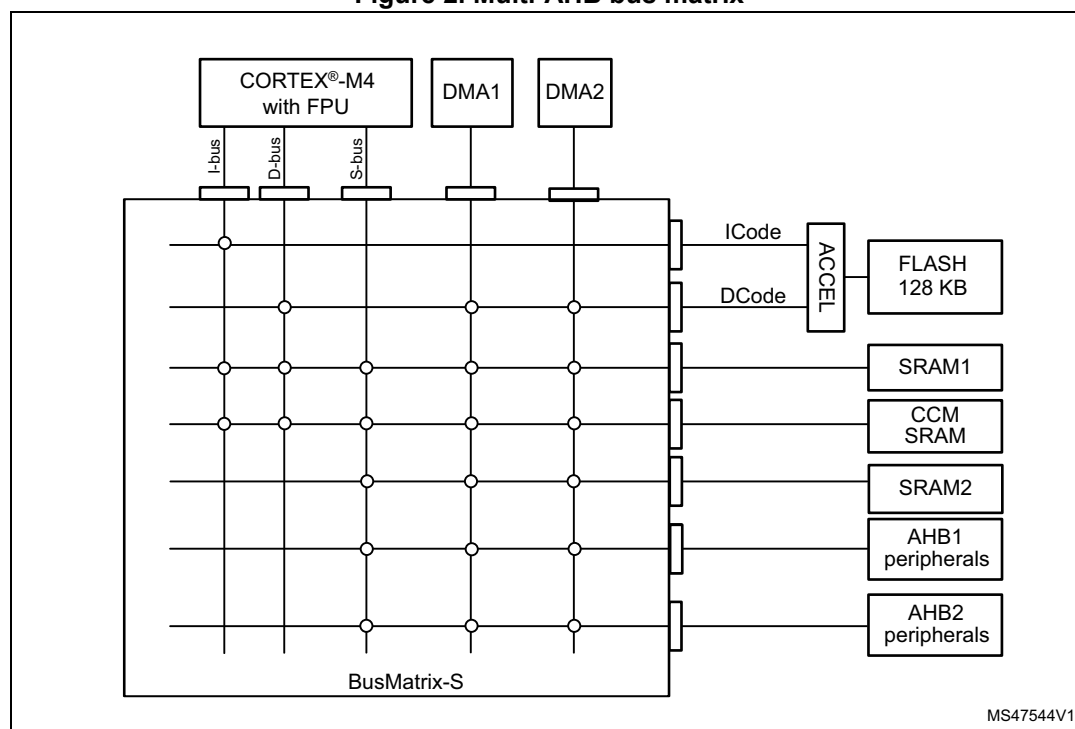 Figure 2. Multi-AHB bus matrix
CORTEX®-M4
with FPU
DMA1
DMA2
I-bus
D-bus
S-bus
ICode
DCode
ACCEL
FLASH
128 KB
SRAM1
CCM
SRAM
SRAM2
AHB1
peripherals
AHB2
peripherals
BusMatrix-S
MS47544V1